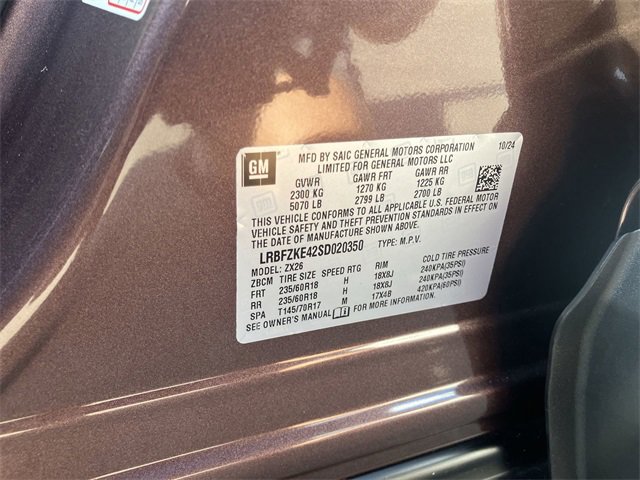 GM
MFD BY SAIC GENERAL MOTORS CORPORATION 10/24
LIMITED FOR GENERAL MOTORS LLC
GVWR GAWR FRT GAWR RR
2300 KG 1270 KG 1225 KG
5070 LB 2799 LB 2700 LB
THIS VEHICLE CONFORMS TO ALL APPLICABLE U.S. FEDERAL MOTOR
VEHICLE SAFETY AND THEFT PREVENTION STANDARDS IN EFFECT
ON THE DATE OF MANUFACTURE SHOWN ABOVE.
LRBFZKE42SD020350 TYPE: M.P.V.
MODEL: ZX26
ZBCM TIRE SIZE SPEED RTG RIM COLD TIRE PRESSURE
FRT 235/60R18 H 18X8J 240KPA(35PSI)
RR 235/60R18 H 18X8J 240KPA(35PSI)
SPA T145/70R17 M 17X4B 420KPA(60PSI)
SEE OWNER'S MANUAL FOR MORE INFORMATION